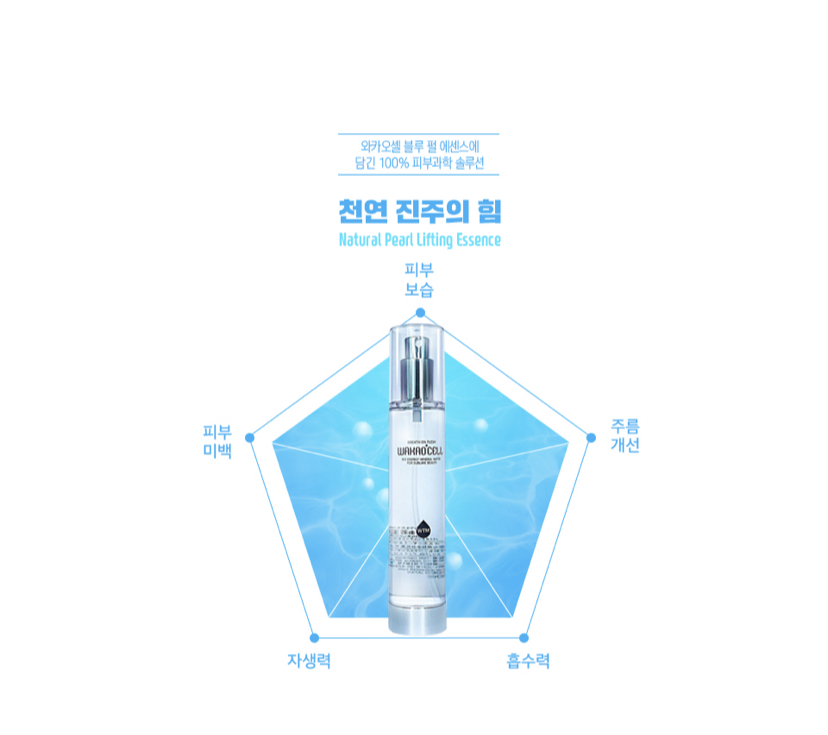 와카오셀 블루 펄 에센스에
담긴 100% 피부과학 솔루션
천연 진주의 힘
Natural Pearl Lifting Essence
피부
보습
피부
미백
주름
개선
WAKAO CELL
WTM
자생력
흡수력